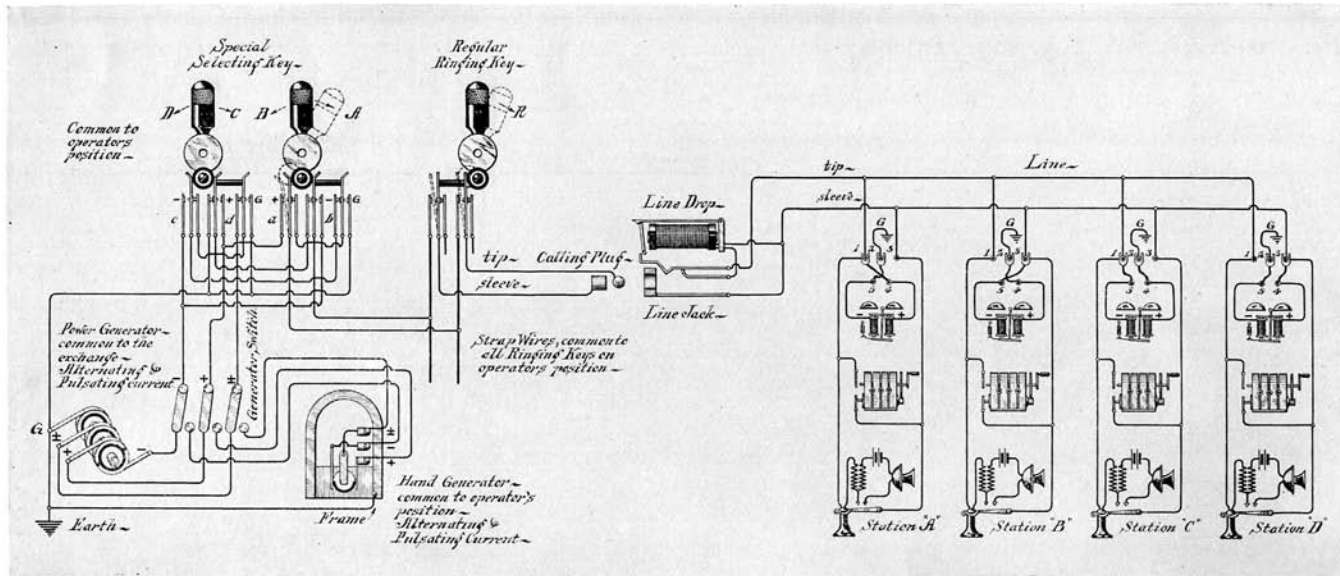 Special
Selecting Key
Regular
Ringing Key
D
C
B
A
R
Common to
operators
position
- c + d G
+ a - b G
tip
sleeve
Calling Plug
Line Drop
Line Jack
tip
sleeve
Line
Power Generator
common to the
exchange
Alternating &
Pulsating current
- + ±
Generator Switch
Strap Wires, common to
all Ringing Keys on
operators position
G
±
+
-
±
-
+
Hand Generator
common to operator's
position
Alternating &
Pulsating Current
Frame
Earth
G
G
G
G
Station "A"
Station "B"
Station "C"
Station "D"